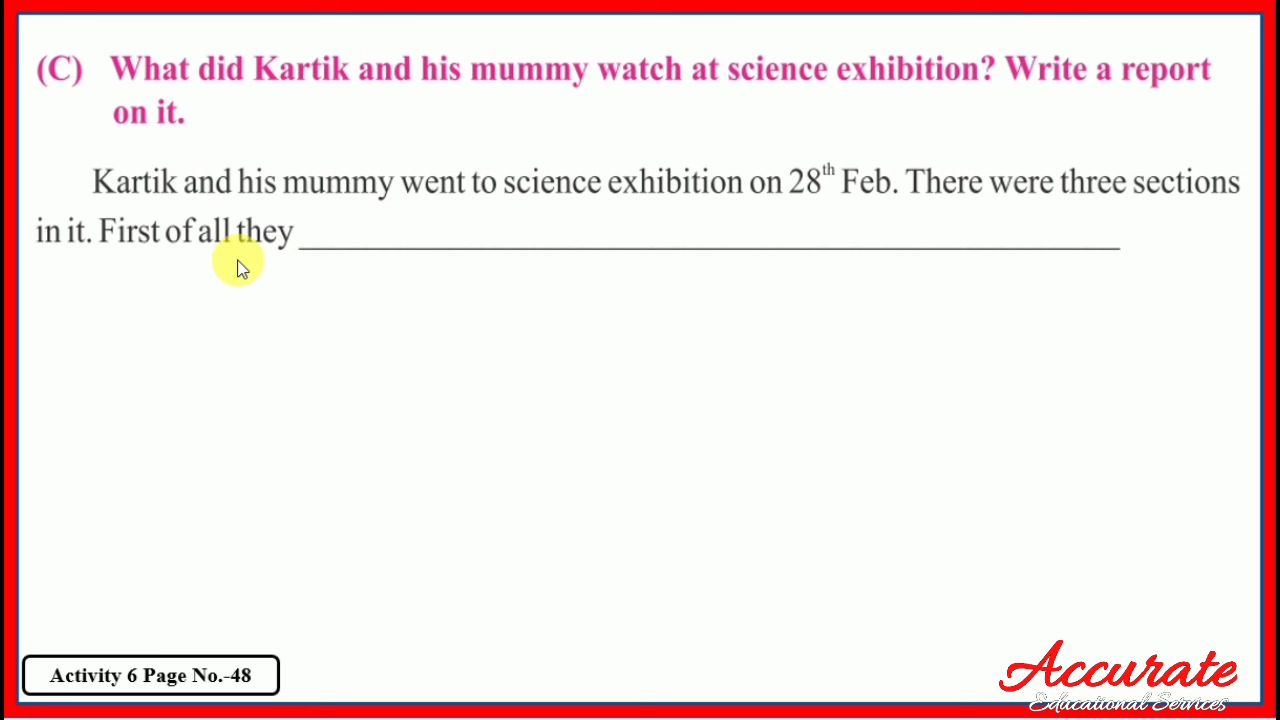 (C) What did Kartik and his mummy watch at science exhibition? Write a report
on it.
Kartik and his mummy went to science exhibition on 28th Feb. There were three sections
in it. First of all they ____________________
Activity 6 Page No.-48
Accurate
Educational Services